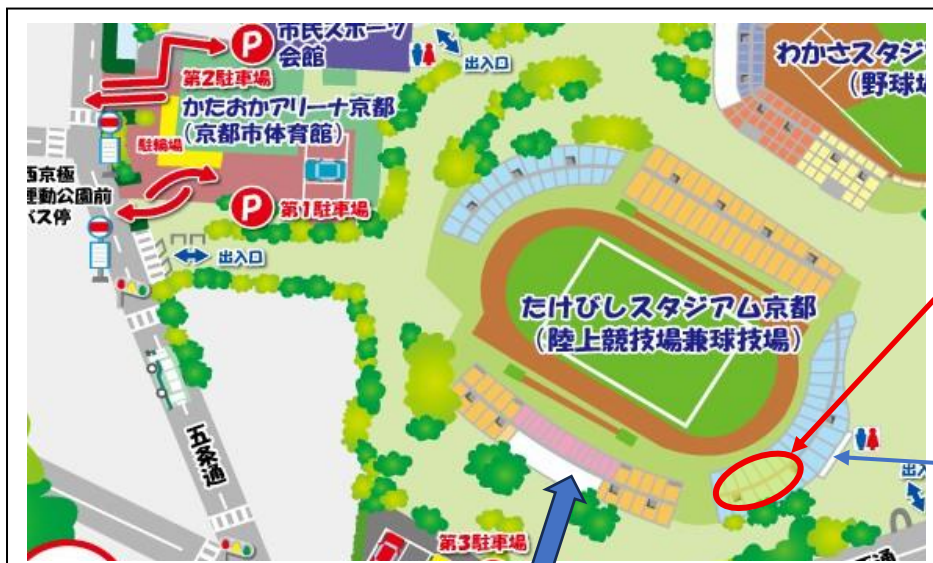 市民スポーツ
会館
P
出入口
わかさスタジ
(野球場
第2駐車場
かたおかアリーナ京都
(京都市体育館)
駐輪場
西京極
運動公園前
バス停
P
第1駐車場
出入口
たけびしスタジアム京都
(陸上競技場兼球技場)
五条通
出入
第3駐車場
通